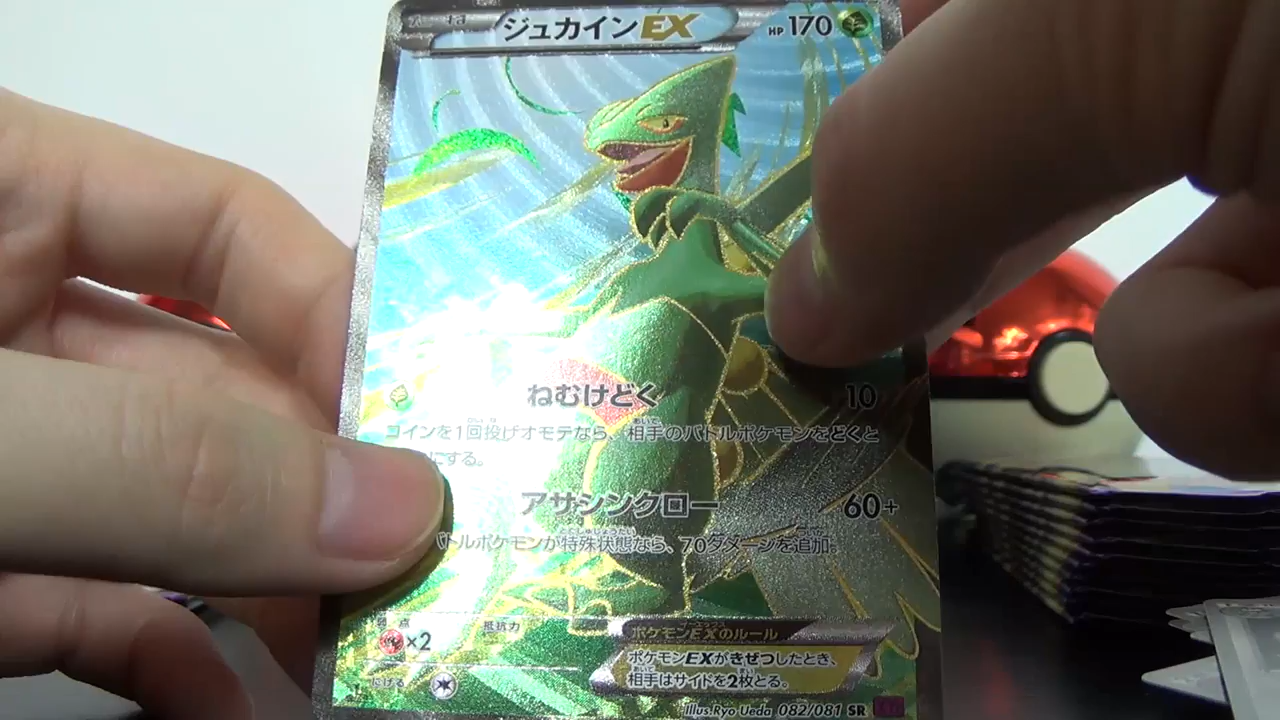 ジュカインEX HP170
ねむけどく 10
コインを1回投げオモテなら、相手のバトルポケモンをどくと
にする。
アサシンクロー 60+
トルポケモンが特殊状態なら、70ダメージを追加。
弱点 抵抗力
×2
ポケモンEXのルール
ポケモンEXがきぜつしたとき、
相手はサイドを2枚とる。
にげる
Illus.Ryo Ueda 082/081 SR